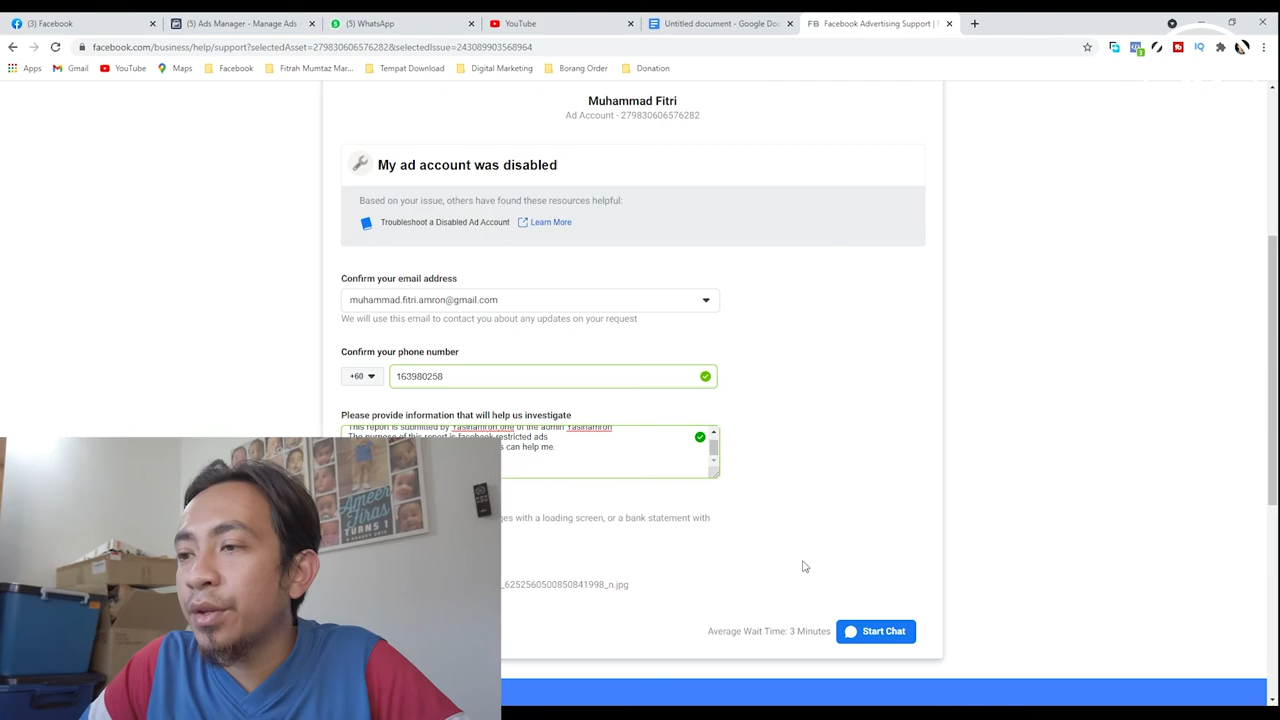 (3) Facebook
(5) Ads Manager - Manage Ads
(5) WhatsApp
YouTube
Untitled document - Google Doc
FB Facebook Advertising Support |
facebook.com/business/help/support?selectedAsset=279830606576282&selectedIssue=243089903568964
Apps
Gmail
YouTube
Maps
Facebook
Fitrah Mumtaz Mar...
Tempat Download
Digital Marketing
Borang Order
Donation
Muhammad Fitri
Ad Account - 279830606576282
My ad account was disabled
Based on your issue, others have found these resources helpful:
Troubleshoot a Disabled Ad Account Learn More
Confirm your email address
muhammad.fitri.amron@gmail.com
We will use this email to contact you about any updates on your request
Confirm your phone number
+60 163980258
Please provide information that will help us investigate
This report is submitted by Yasinamron,one of the admin Yasinamron
The purpose of this report is facebook restricted ads
s can help me.
ges with a loading screen, or a bank statement with
_6252560500850841998_n.jpg
Average Wait Time: 3 Minutes
Start Chat
AMEER
FIRAS
TURNS 1